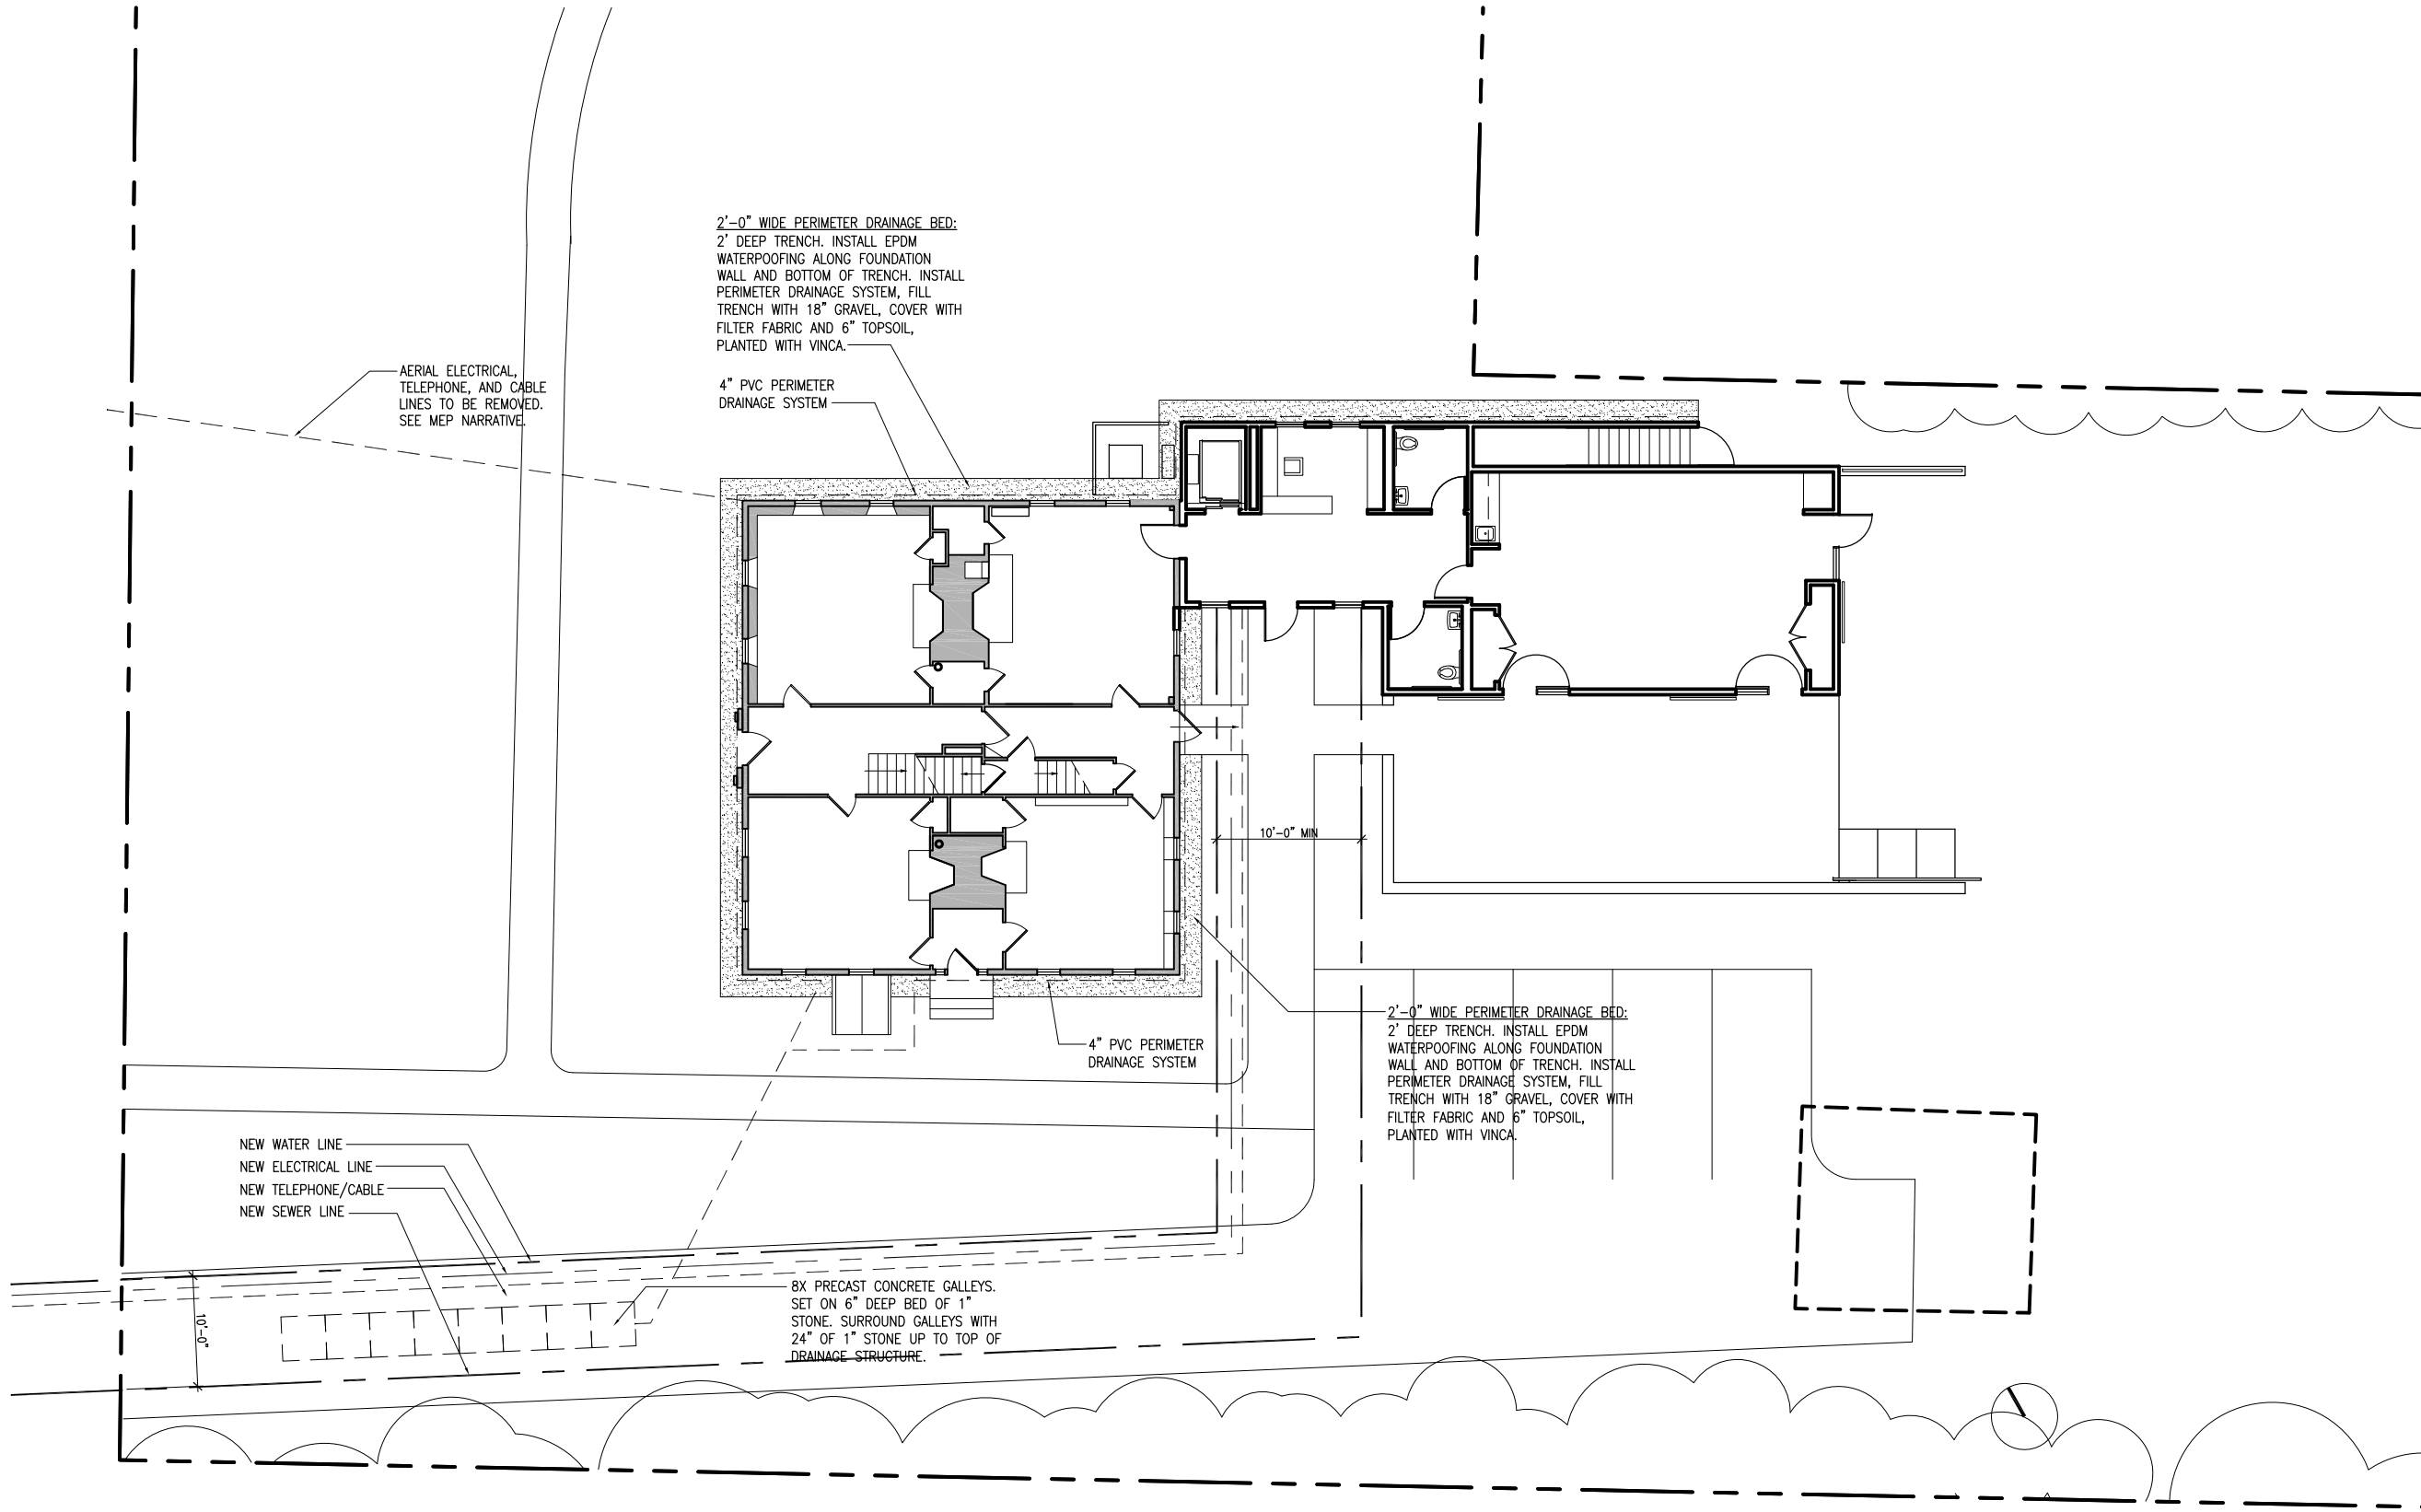 2'-0" WIDE PERIMETER DRAINAGE BED:
2' DEEP TRENCH. INSTALL EPDM
WATERPOOFING ALONG FOUNDATION
WALL AND BOTTOM OF TRENCH. INSTALL
PERIMETER DRAINAGE SYSTEM, FILL
TRENCH WITH 18" GRAVEL, COVER WITH
FILTER FABRIC AND 6" TOPSOIL,
PLANTED WITH VINCA.
AERIAL ELECTRICAL,
TELEPHONE, AND CABLE
LINES TO BE REMOVED.
SEE MEP NARRATIVE.
4" PVC PERIMETER
DRAINAGE SYSTEM
10'-0" MIN
2'-0" WIDE PERIMETER DRAINAGE BED:
2' DEEP TRENCH. INSTALL EPDM
WATERPOOFING ALONG FOUNDATION
WALL AND BOTTOM OF TRENCH. INSTALL
PERIMETER DRAINAGE SYSTEM, FILL
TRENCH WITH 18" GRAVEL, COVER WITH
FILTER FABRIC AND 6" TOPSOIL,
PLANTED WITH VINCA.
4" PVC PERIMETER
DRAINAGE SYSTEM
NEW WATER LINE
NEW ELECTRICAL LINE
NEW TELEPHONE/CABLE
NEW SEWER LINE
10'-0"
8X PRECAST CONCRETE GALLEYS.
SET ON 6" DEEP BED OF 1"
STONE. SURROUND GALLEYS WITH
24" OF 1" STONE UP TO TOP OF
DRAINAGE STRUCTURE.